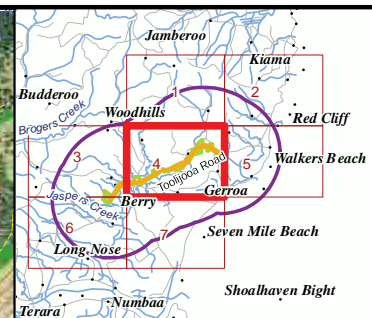 Jamberoo
Kiama
1
2
Budderoo
Woodhills
Red Cliff
Brogers Creek
3
4
Toolijooa Road
5
Walkers Beach
Gerroa
Jaspers Creek
Berry
6
7
Seven Mile Beach
Long Nose
Shoalhaven Bight
Numbaa
Terara